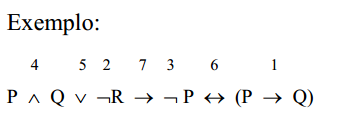 Exemplo:
4 5 2 7 3 6 1
P ∧ Q ∨ ¬R → ¬ P ↔ (P → Q)